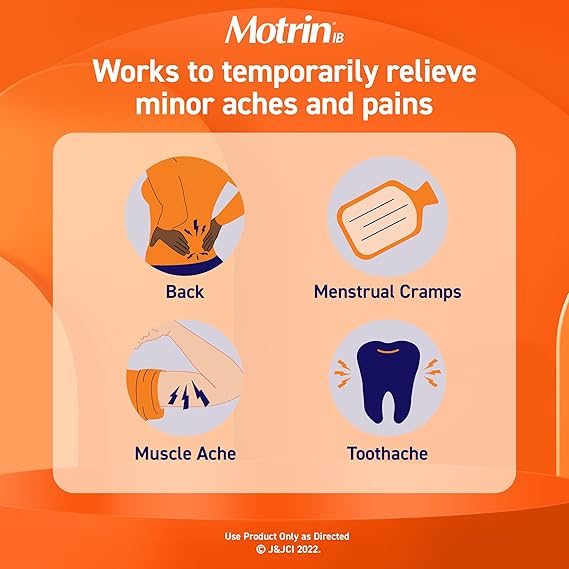 Motrin® IB
Works to temporarily relieve
minor aches and pains
Back
Menstrual Cramps
Muscle Ache
Toothache
Use Product Only as Directed
© J&JCI 2022.